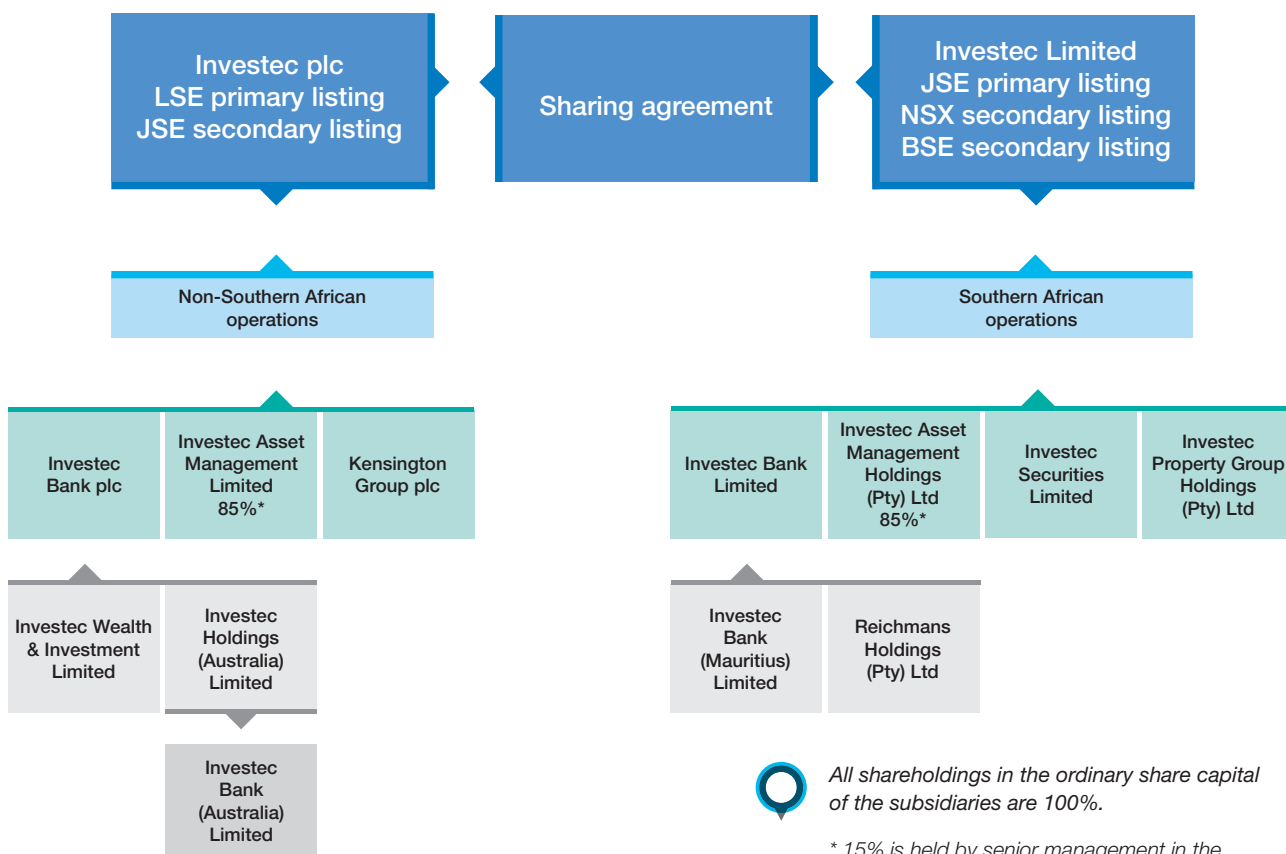 Investec plc
LSE primary listing
JSE secondary listing
Sharing agreement
Investec Limited
JSE primary listing
NSX secondary listing
BSE secondary listing
Non-Southern African
operations
Southern African
operations
Investec
Bank plc
Investec Asset
Management
Limited
85%*
Kensington
Group plc
Investec Bank
Limited
Investec Asset
Management
Holdings
(Pty) Ltd
85%*
Investec
Securities
Limited
Investec
Property Group
Holdings
(Pty) Ltd
Investec Wealth
& Investment
Limited
Investec
Holdings
(Australia)
Limited
Investec
Bank
(Mauritius)
Limited
Reichmans
Holdings
(Pty) Ltd
Investec
Bank
(Australia)
Limited
All shareholdings in the ordinary share capital
of the subsidiaries are 100%.
* 15% is held by senior management in the